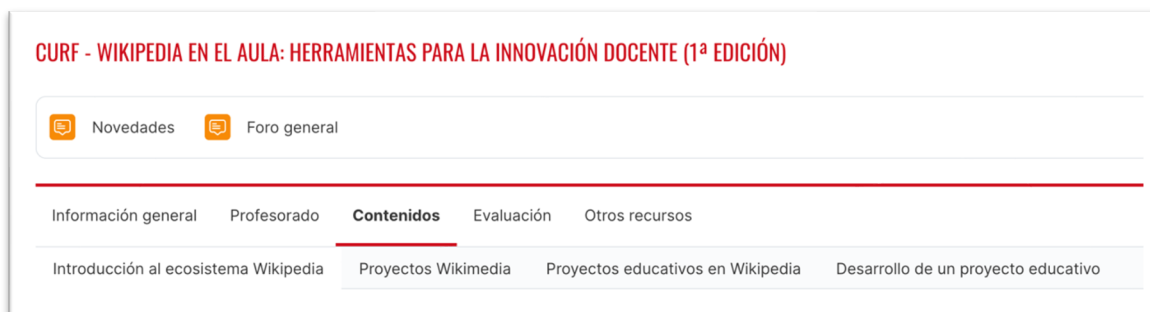 CURF - WIKIPEDIA EN EL AULA: HERRAMIENTAS PARA LA INNOVACIÓN DOCENTE (1ª EDICIÓN)
Novedades Foro general
Información general Profesorado Contenidos Evaluación Otros recursos
Introducción al ecosistema Wikipedia Proyectos Wikimedia Proyectos educativos en Wikipedia Desarrollo de un proyecto educativo